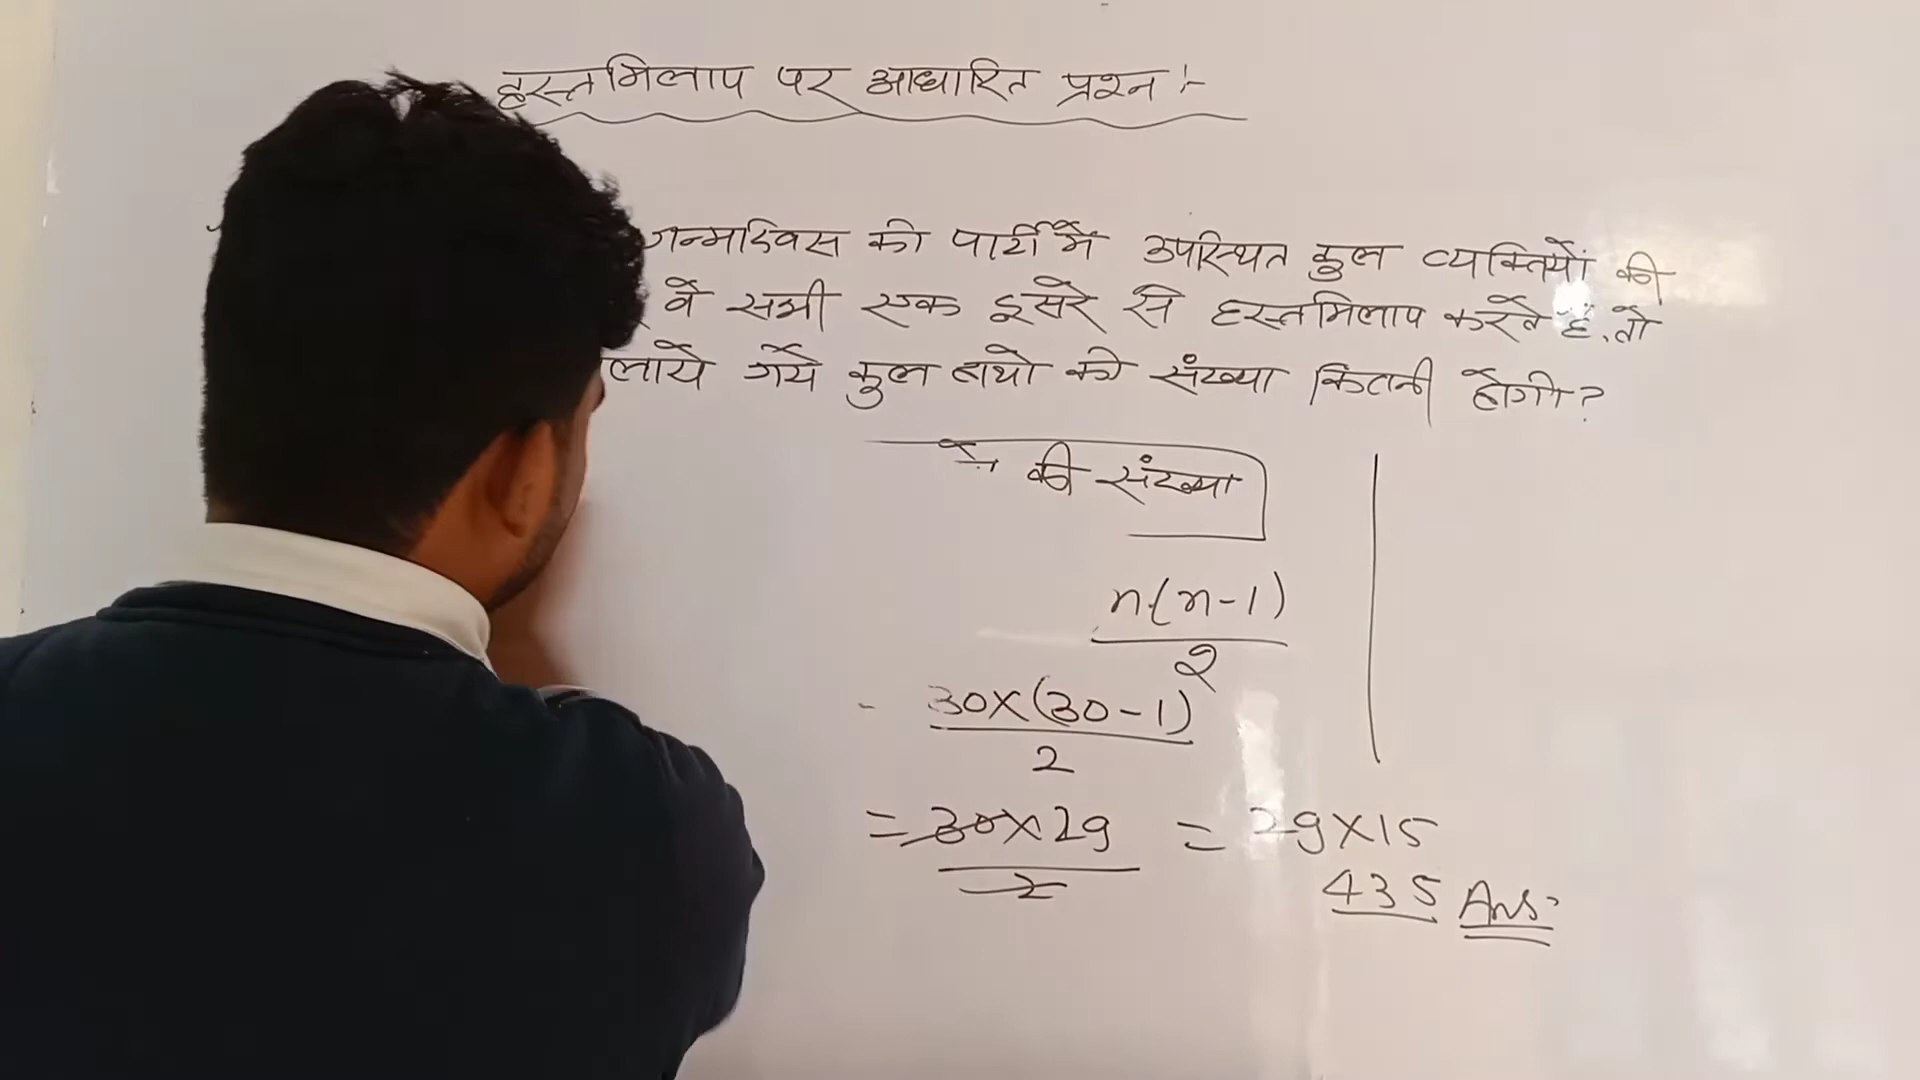 हस्तमिलाप पर आधारित प्रश्न :-
जन्मदिवस की पार्टी में उपस्थित कुल व्यक्तियों की
वे सभी एक दूसरे से हस्तमिलाप करते हैं, तो
लाये गये कुल हाथो की संख्या कितनी होगी?
की संख्या
n(n-1)
2
30×(30-1)
2
= 30×29 = 29×15
2
435 Ans.